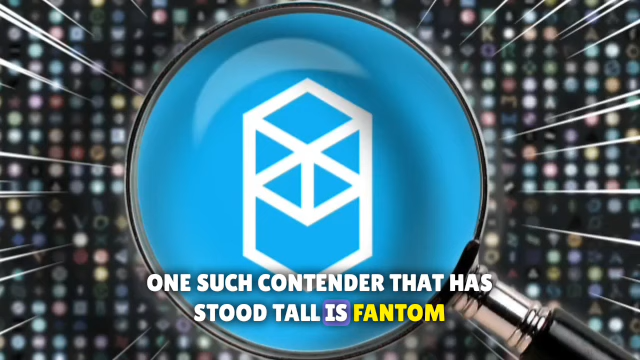 ONE SUCH CONTENDER THAT HAS
STOOD TALL IS FANTOM